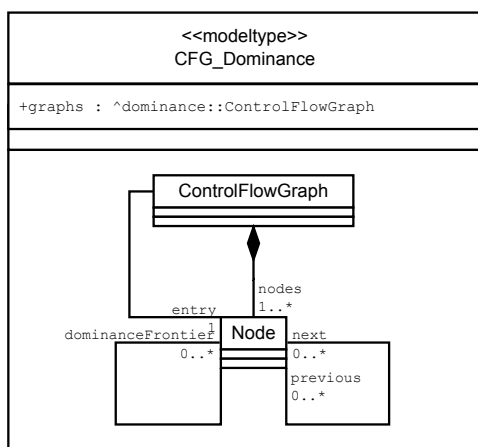 <<modeltype>>
CFG_Dominance
+graphs : ^dominance::ControlFlowGraph
ControlFlowGraph
nodes
1..*
entry
1
dominanceFrontier
0..*
Node
next
0..*
previous
0..*